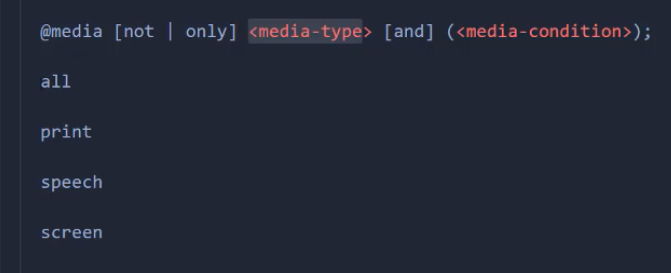 @media [not | only] <media-type> [and] (<media-condition>);
all
print
speech
screen